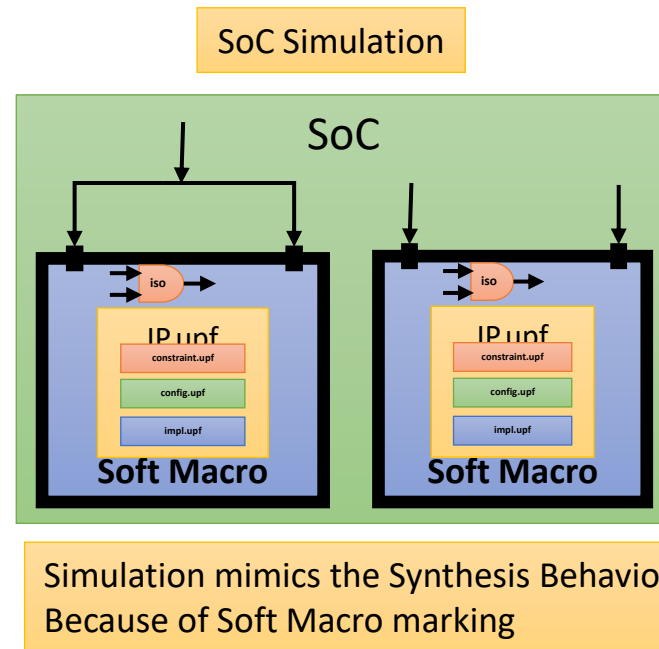 SoC Simulation
SoC
iso
IP.upf
constraint.upf
config.upf
impl.upf
Soft Macro
iso
IP.upf
constraint.upf
config.upf
impl.upf
Soft Macro
Simulation mimics the Synthesis Behavio
Because of Soft Macro marking